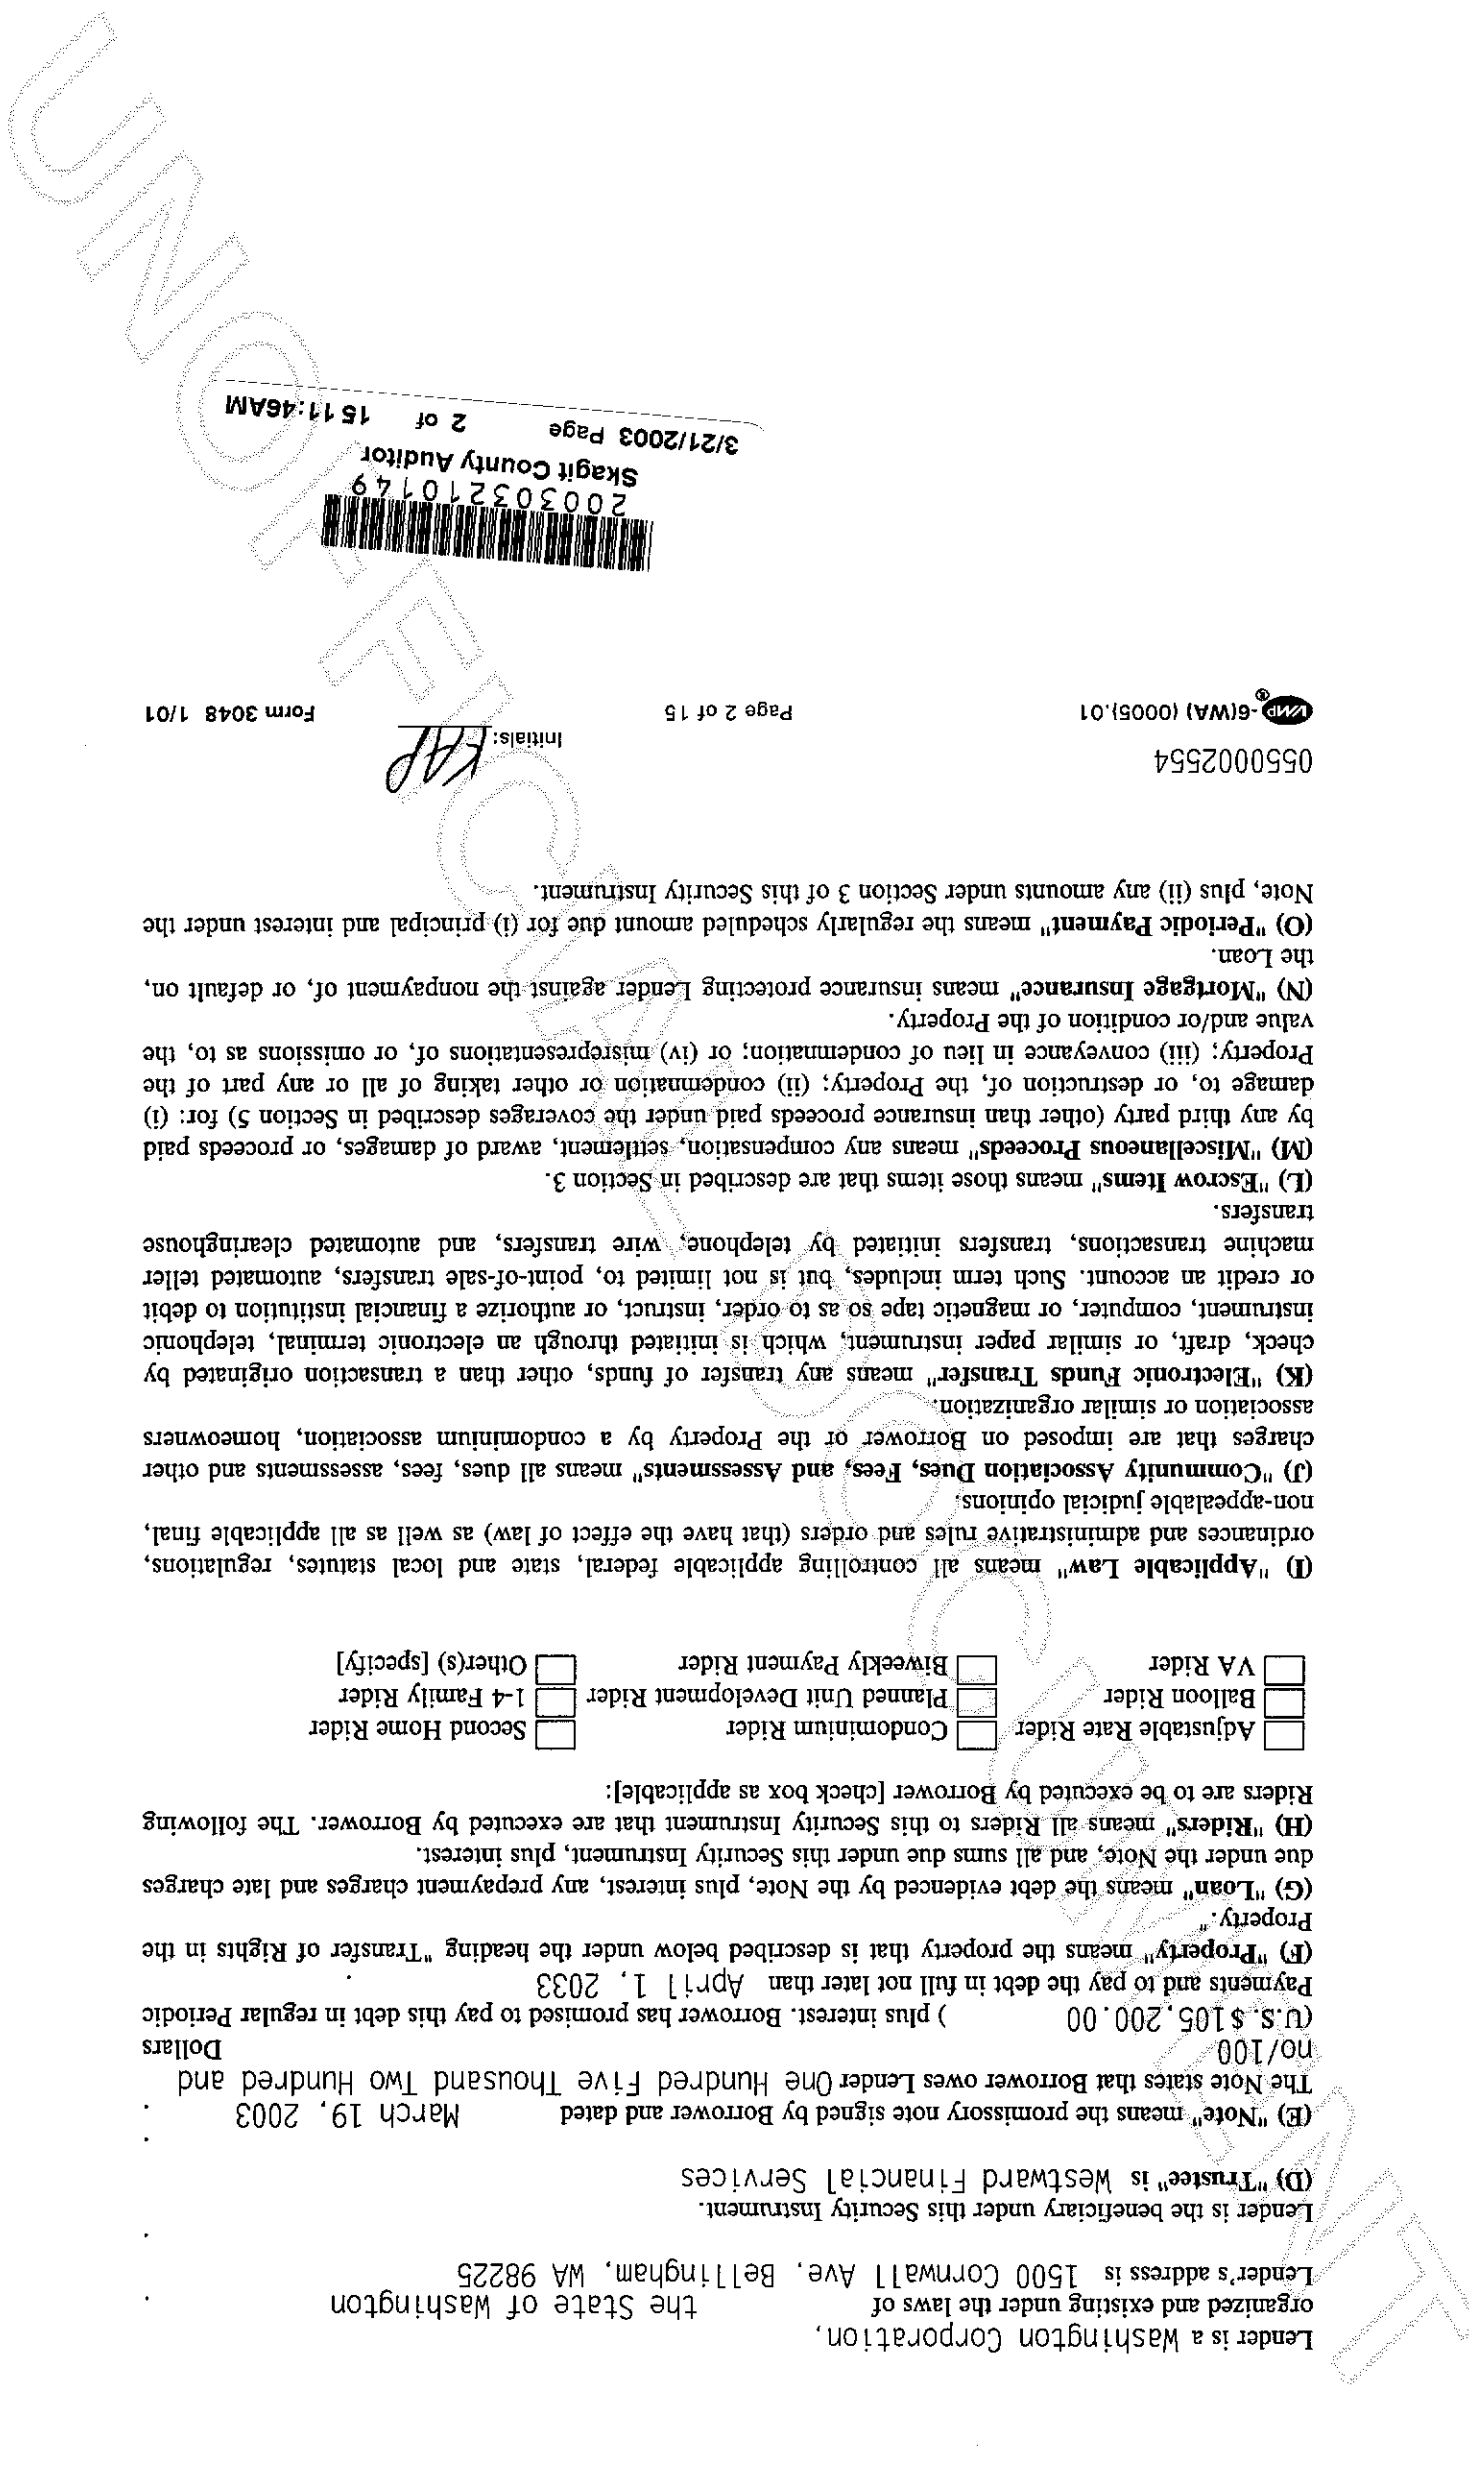 Lender is a Washington Corporation,
organized and existing under the laws of the State of Washington .
Lender's address is 1500 Cornwall Ave, Bellingham, WA 98225
.
Lender is the beneficiary under this Security Instrument.
(D) "Trustee" is Westward Financial Services
.
(E) "Note" means the promissory note signed by Borrower and dated March 19, 2003 .
The Note states that Borrower owes Lender One Hundred Five Thousand Two Hundred and
no/100 Dollars
(U.S. $105,200.00 ) plus interest. Borrower has promised to pay this debt in regular Periodic
Payments and to pay the debt in full not later than April 1, 2033 .
(F) "Property" means the property that is described below under the heading "Transfer of Rights in the
Property."
(G) "Loan" means the debt evidenced by the Note, plus interest, any prepayment charges and late charges
due under the Note, and all sums due under this Security Instrument, plus interest.
(H) "Riders" means all Riders to this Security Instrument that are executed by Borrower. The following
Riders are to be executed by Borrower [check box as applicable]:
Adjustable Rate Rider Condominium Rider Second Home Rider
Balloon Rider Planned Unit Development Rider 1-4 Family Rider
VA Rider Biweekly Payment Rider Other(s) [specify]
(I) "Applicable Law" means all controlling applicable federal, state and local statutes, regulations,
ordinances and administrative rules and orders (that have the effect of law) as well as all applicable final,
non-appealable judicial opinions.
(J) "Community Association Dues, Fees, and Assessments" means all dues, fees, assessments and other
charges that are imposed on Borrower or the Property by a condominium association, homeowners
association or similar organization.
(K) "Electronic Funds Transfer" means any transfer of funds, other than a transaction originated by
check, draft, or similar paper instrument, which is initiated through an electronic terminal, telephonic
instrument, computer, or magnetic tape so as to order, instruct, or authorize a financial institution to debit
or credit an account. Such term includes, but is not limited to, point-of-sale transfers, automated teller
machine transactions, transfers initiated by telephone, wire transfers, and automated clearinghouse
transfers.
(L) "Escrow Items" means those items that are described in Section 3.
(M) "Miscellaneous Proceeds" means any compensation, settlement, award of damages, or proceeds paid
by any third party (other than insurance proceeds paid under the coverages described in Section 5) for: (i)
damage to, or destruction of, the Property; (ii) condemnation or other taking of all or any part of the
Property; (iii) conveyance in lieu of condemnation; or (iv) misrepresentations of, or omissions as to, the
value and/or condition of the Property.
(N) "Mortgage Insurance" means insurance protecting Lender against the nonpayment of, or default on,
the Loan.
(O) "Periodic Payment" means the regularly scheduled amount due for (i) principal and interest under the
Note, plus (ii) any amounts under Section 3 of this Security Instrument.
0550002554
Initials: KAP
VMP-6(WA) (0005).01 Page 2 of 15 Form 3048 1/01
200303210149
Skagit County Auditor
3/21/2003 Page 2 of 15 11:46AM
UNOFFICIAL DOCUMENT